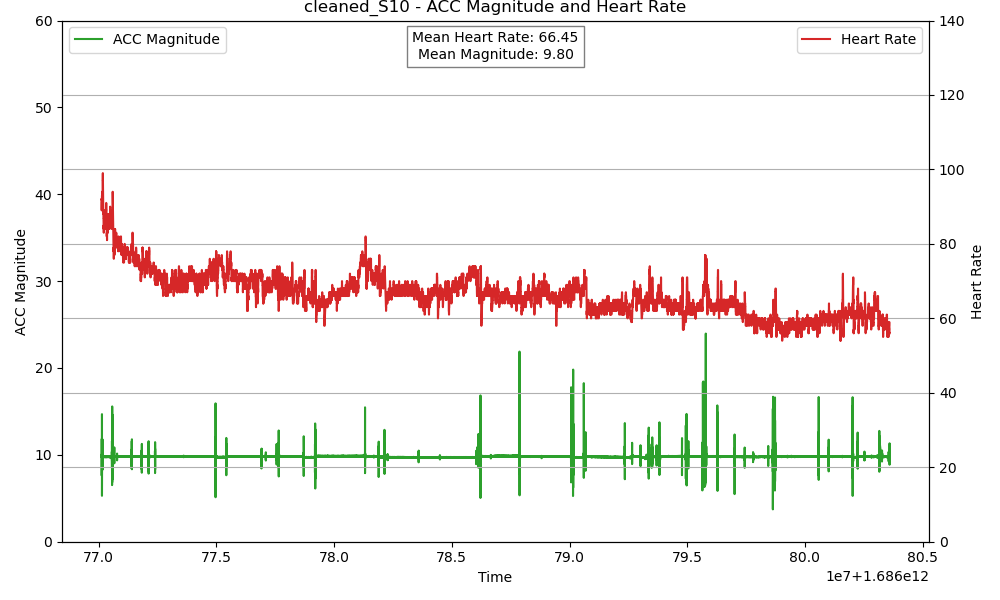 cleaned_S10 - ACC Magnitude and Heart Rate
ACC Magnitude
Mean Heart Rate: 66.45
Mean Magnitude: 9.80
Heart Rate
60
50
40
30
20
10
0
ACC Magnitude
140
120
100
80
60
40
20
0
Heart Rate
77.0
77.5
78.0
78.5
79.0
79.5
80.0
80.5
Time
1e7+1.686e12